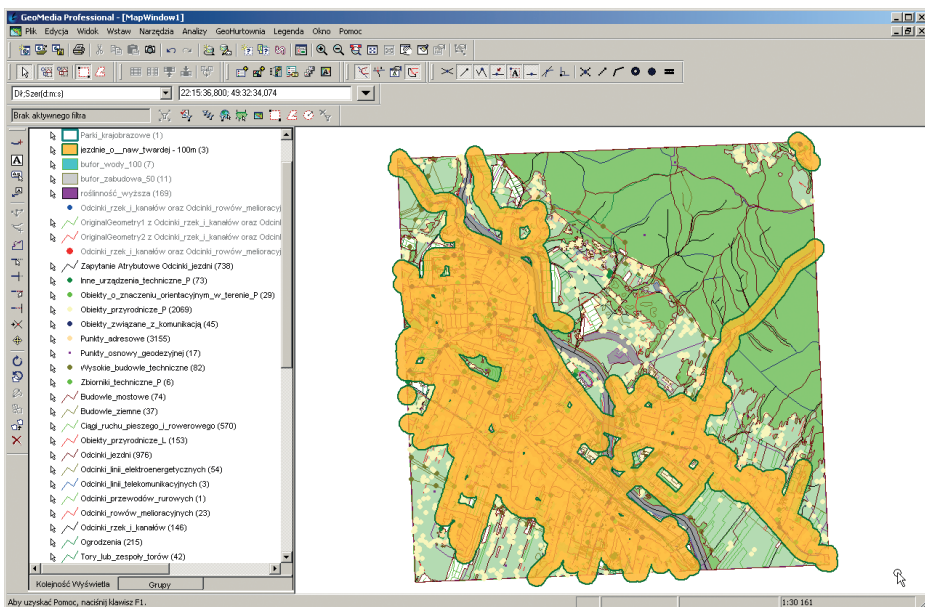 GeoMedia Professional - [MapWindow1]
Plik Edycja Widok Wstaw Narzędzia Analizy GeoHurtownia Legenda Okno Pomoc
Dł;Szer(d:m:s) 22:15:36,800; 49:32:34,074
Brak aktywnego filtra
Parki_krajobrazowe (1)
jezdnie_o__naw_twardej - 100m (3)
bufor_wody_100 (7)
bufor_zabudowa_50 (11)
roślinność_wyższa (169)
Odcinki_rzek_i_kanałów oraz Odcinki_rowów_melioracyj
OriginalGeometry1 z Odcinki_rzek_i_kanałów oraz Odcinl
OriginalGeometry2 z Odcinki_rzek_i_kanałów oraz Odcinl
Odcinki_rzek_i_kanałów oraz Odcinki_rowów_melioracyj
Zapytanie Atrybutowe Odcinki_jezdni (738)
Inne_urządzenia_techniczne_P (73)
Obiekty_o_znaczeniu_orientacyjnym_w_terenie_P (29)
Obiekty_przyrodnicze_P (2069)
Obiekty_związane_z_komunikacją (45)
Punkty_adresowe (3155)
Punkty_osnowy_geodezyjnej (17)
Wysokie_budowle_techniczne (82)
Zbiorniki_techniczne_P (6)
Budowle_mostowe (74)
Budowle_ziemne (37)
Ciągi_ruchu_pieszego_i_rowerowego (570)
Obiekty_przyrodnicze_L (153)
Odcinki_jezdni (976)
Odcinki_linii_elektroenergetycznych (54)
Odcinki_linii_telekomunikacyjnych (3)
Odcinki_przewodów_rurowych (1)
Odcinki_rowów_melioracyjnych (23)
Odcinki_rzek_i_kanałów (146)
Ogrodzenia (215)
Tory_lub_zespoły_torów (42)
Kolejność Wyświetla Grupy
Aby uzyskać Pomoc, naciśnij klawisz F1. 1:30 161